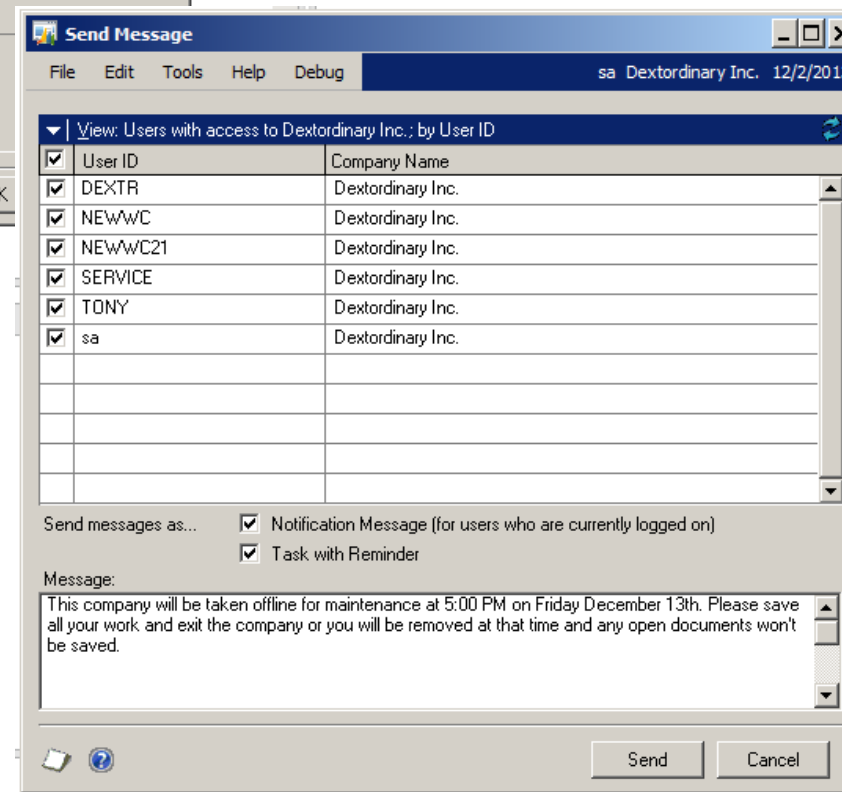 Send Message
File Edit Tools Help Debug sa Dextordinary Inc. 12/2/201
View: Users with access to Dextordinary Inc.; by User ID
User ID Company Name
DEXTR Dextordinary Inc.
NEWWC Dextordinary Inc.
NEWWC21 Dextordinary Inc.
SERVICE Dextordinary Inc.
TONY Dextordinary Inc.
sa Dextordinary Inc.
Send messages as... Notification Message (for users who are currently logged on)
Task with Reminder
Message:
This company will be taken offline for maintenance at 5:00 PM on Friday December 13th. Please save
all your work and exit the company or you will be removed at that time and any open documents won't
be saved.
Send Cancel